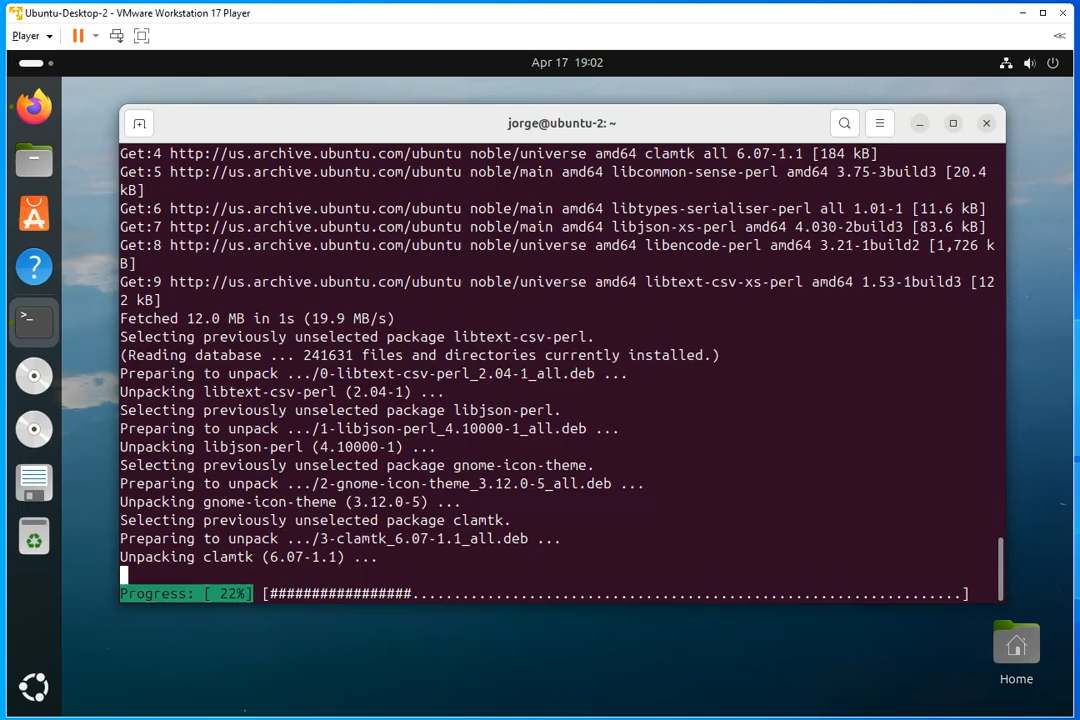 Ubuntu-Desktop-2 - VMware Workstation 17 Player
Player
Apr 17 19:02
jorge@ubuntu-2: ~
Get:4 http://us.archive.ubuntu.com/ubuntu noble/universe amd64 clamtk all 6.07-1.1 [184 kB]
Get:5 http://us.archive.ubuntu.com/ubuntu noble/main amd64 libcommon-sense-perl amd64 3.75-3build3 [20.4
kB]
Get:6 http://us.archive.ubuntu.com/ubuntu noble/main amd64 libtypes-serialiser-perl all 1.01-1 [11.6 kB]
Get:7 http://us.archive.ubuntu.com/ubuntu noble/main amd64 libjson-xs-perl amd64 4.030-2build3 [83.6 kB]
Get:8 http://us.archive.ubuntu.com/ubuntu noble/universe amd64 libencode-perl amd64 3.21-1build2 [1,726 k
B]
Get:9 http://us.archive.ubuntu.com/ubuntu noble/universe amd64 libtext-csv-xs-perl amd64 1.53-1build3 [12
2 kB]
Fetched 12.0 MB in 1s (19.9 MB/s)
Selecting previously unselected package libtext-csv-perl.
(Reading database ... 241631 files and directories currently installed.)
Preparing to unpack .../0-libtext-csv-perl_2.04-1_all.deb ...
Unpacking libtext-csv-perl (2.04-1) ...
Selecting previously unselected package libjson-perl.
Preparing to unpack .../1-libjson-perl_4.10000-1_all.deb ...
Unpacking libjson-perl (4.10000-1) ...
Selecting previously unselected package gnome-icon-theme.
Preparing to unpack .../2-gnome-icon-theme_3.12.0-5_all.deb ...
Unpacking gnome-icon-theme (3.12.0-5) ...
Selecting previously unselected package clamtk.
Preparing to unpack .../3-clamtk_6.07-1.1_all.deb ...
Unpacking clamtk (6.07-1.1) ...
Progress: [ 22%] [#################..................................................................]
Home